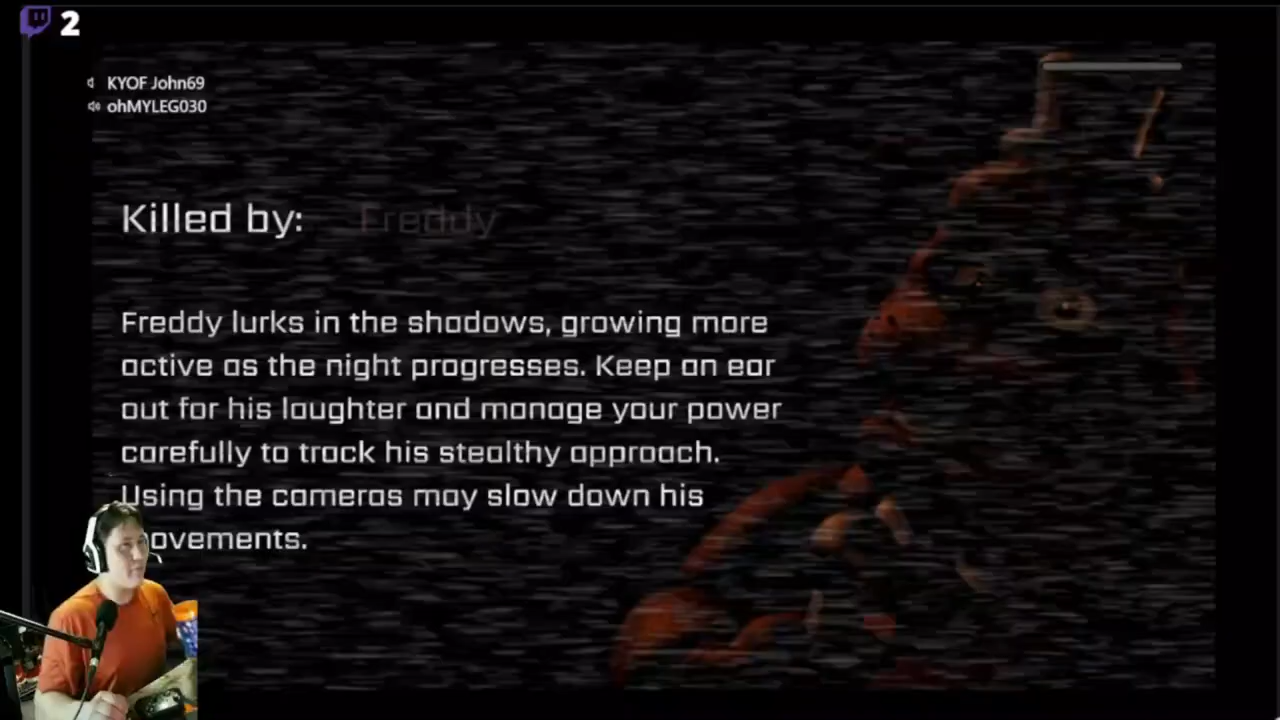 2
KYOF John69
ohMYLEG030
Killed by: Freddy
Freddy lurks in the shadows, growing more
active as the night progresses. Keep an ear
out for his laughter and manage your power
carefully to track his stealthy approach.
Using the cameras may slow down his
movements.